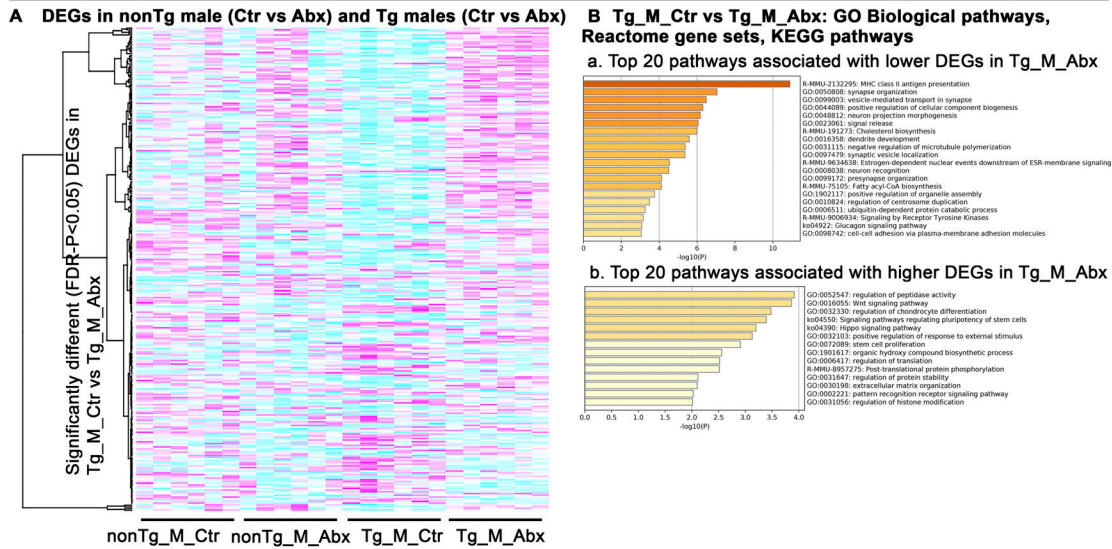 A DEGs in nonTg male (Ctr vs Abx) and Tg males (Ctr vs Abx)
Significantly different (FDR-P<0.05) DEGs in
Tg_M_Ctr vs Tg_M_Abx
nonTg_M_Ctr
nonTg_M_Abx
Tg_M_Ctr
Tg_M_Abx
B Tg_M_Ctr vs Tg_M_Abx: GO Biological pathways,
Reactome gene sets, KEGG pathways
a. Top 20 pathways associated with lower DEGs in Tg_M_Abx
R-MMU-2132295: MHC class II antigen presentation
GO:0050808: synapse organization
GO:0099003: vesicle-mediated transport in synapse
GO:0044089: positive regulation of cellular component biogenesis
GO:0048812: neuron projection morphogenesis
GO:0023061: signal release
R-MMU-191273: Cholesterol biosynthesis
GO:0016358: dendrite development
GO:0031115: negative regulation of microtubule polymerization
GO:0097479: synaptic vesicle localization
R-MMU-9634638: Estrogen-dependent nuclear events downstream of ESR-membrane signaling
GO:0008038: neuron recognition
GO:0099172: presynapse organization
R-MMU-75105: Fatty acyl-CoA biosynthesis
GO:1902117: positive regulation of organelle assembly
GO:0010824: regulation of centrosome duplication
GO:0006511: ubiquitin-dependent protein catabolic process
R-MMU-9006934: Signaling by Receptor Tyrosine Kinases
ko04922: Glucagon signaling pathway
GO:0098742: cell-cell adhesion via plasma-membrane adhesion molecules
0 2 4 6 8 10
-log10(P)
b. Top 20 pathways associated with higher DEGs in Tg_M_Abx
GO:0052547: regulation of peptidase activity
GO:0016055: Wnt signaling pathway
GO:0032330: regulation of chondrocyte differentiation
ko04550: Signaling pathways regulating pluripotency of stem cells
ko04390: Hippo signaling pathway
GO:0032103: positive regulation of response to external stimulus
GO:0072089: stem cell proliferation
GO:1901617: organic hydroxy compound biosynthetic process
GO:0006417: regulation of translation
R-MMU-8957275: Post-translational protein phosphorylation
GO:0031647: regulation of protein stability
GO:0030198: extracellular matrix organization
GO:0002221: pattern recognition receptor signaling pathway
GO:0031056: regulation of histone modification
0.0 0.5 1.0 1.5 2.0 2.5 3.0 3.5 4.0
-log10(P)